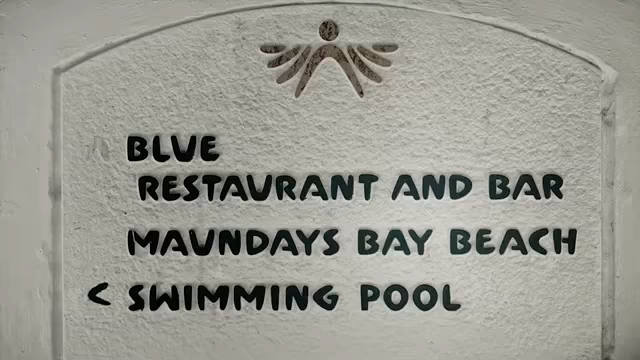 BLUE
RESTAURANT AND BAR
MAUNDAYS BAY BEACH
< SWIMMING POOL